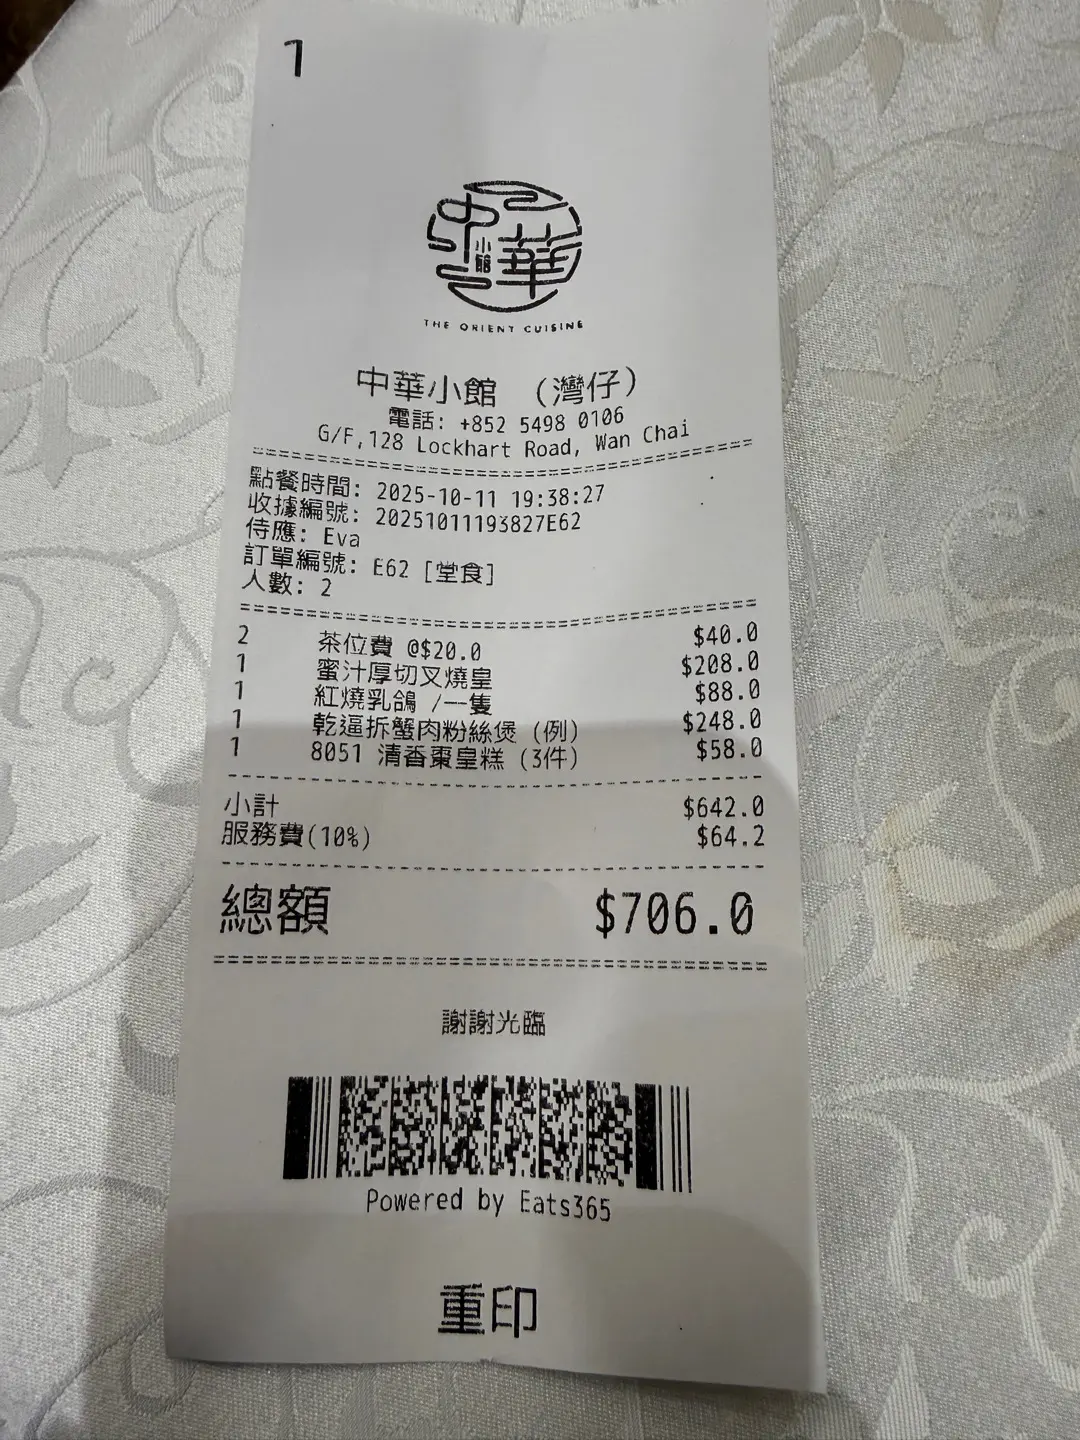 1
中華小館
THE ORIENT CUISINE
中華小館 （灣仔）
電話: +852 5498 0106
G/F,128 Lockhart Road, Wan Chai
點餐時間: 2025-10-11 19:38:27
收據編號: 20251011193827E62
侍應: Eva
訂單編號: E62 [堂食]
人數: 2
2 茶位費 @$20.0 $40.0
1 蜜汁厚切叉燒皇 $208.0
1 紅燒乳鴿 /一隻 $88.0
1 乾逼拆蟹肉粉絲煲 (例) $248.0
1 8051 清香棗皇糕 (3件) $58.0
小計 $642.0
服務費(10%) $64.2
總額 $706.0
謝謝光臨
Powered by Eats365
重印